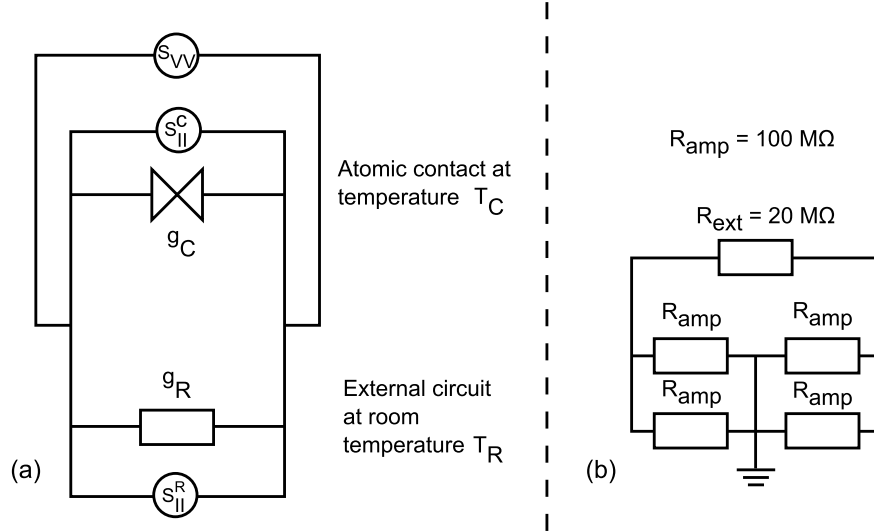 S_VV
S_II^C
g_C
Atomic contact at
temperature T_C
g_R
External circuit
at room
temperature T_R
S_II^R
(a)
R_amp = 100 MΩ
R_ext = 20 MΩ
R_amp R_amp
R_amp R_amp
(b)